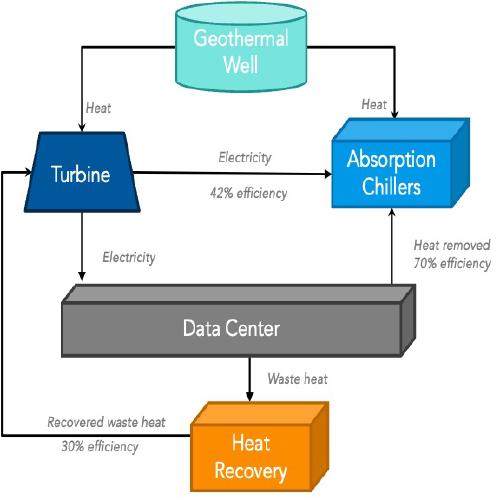 Geothermal
Well
Heat
Heat
Turbine
Electricity
42% efficiency
Absorption
Chillers
Electricity
Heat removed
70% efficiency
Data Center
Waste heat
Recovered waste heat
30% efficiency
Heat
Recovery